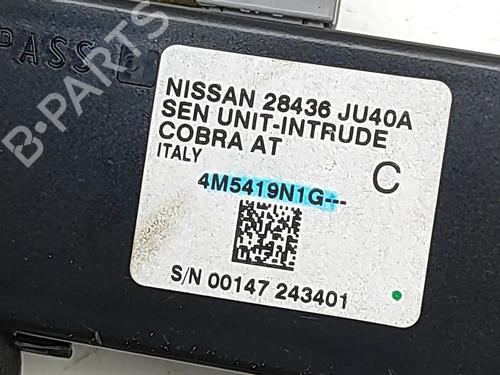 PASS
NISSAN 28436 JU40A
SEN UNIT-INTRUDE
COBRA AT
ITALY
C
4M5419N1G---
S/N 00147 243401
B-PARTS